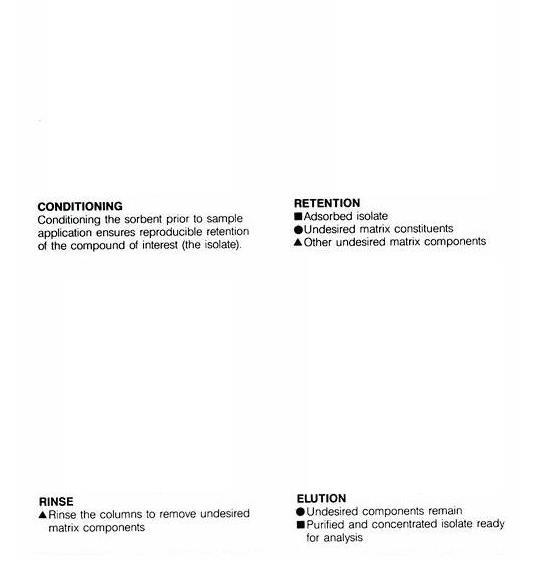 CONDITIONING
Conditioning the sorbent prior to sample
application ensures reproducible retention
of the compound of interest (the isolate).
RETENTION
■Adsorbed isolate
●Undesired matrix constituents
▲Other undesired matrix components
RINSE
▲Rinse the columns to remove undesired
matrix components
ELUTION
●Undesired components remain
■Purified and concentrated isolate ready
for analysis